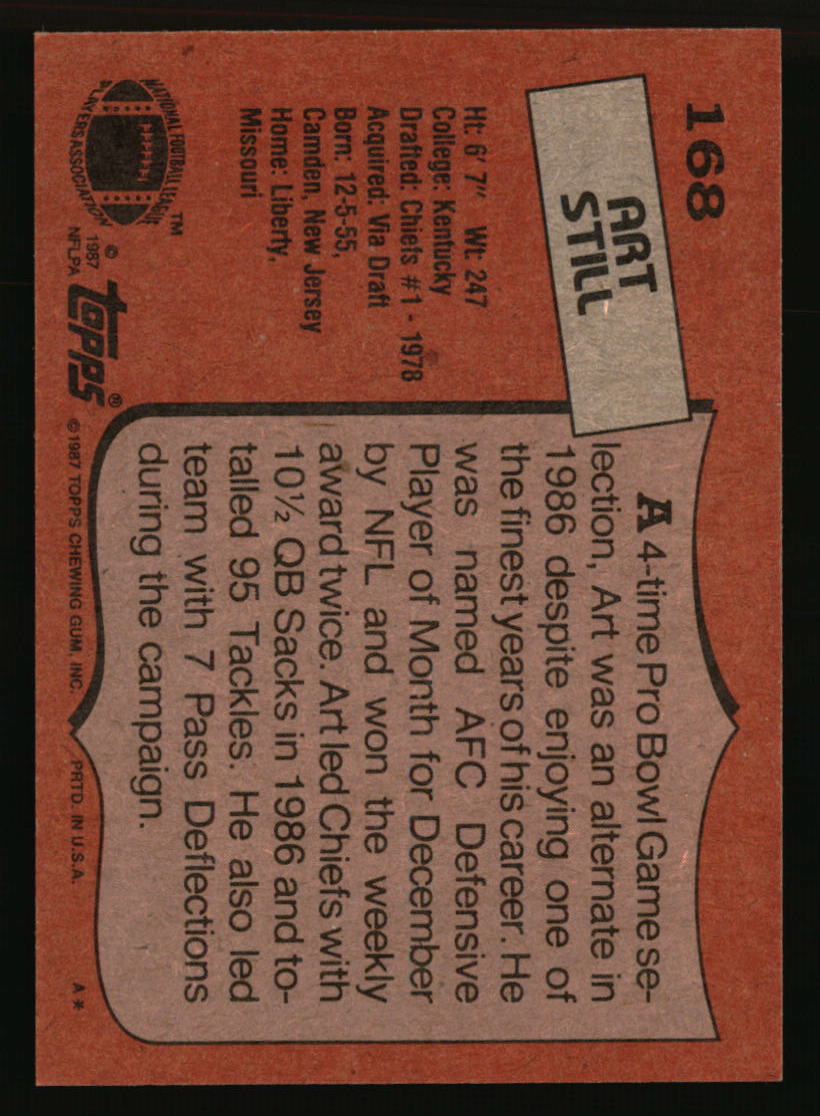 168
ART
STILL
Ht: 6' 7" Wt: 247
College: Kentucky
Drafted: Chiefs #1 - 1978
Acquired: Via Draft
Born: 12-5-55,
Camden, New Jersey
Home: Liberty,
Missouri
NATIONAL FOOTBALL LEAGUE
PLAYERS ASSOCIATION
™
© 1987
NFLPA
topps®
A 4-time Pro Bowl Game se-
lection, Art was an alternate in
1986 despite enjoying one of
the finest years of his career. He
was named AFC Defensive
Player of Month for December
by NFL and won the weekly
award twice. Art led Chiefs with
10½ QB Sacks in 1986 and to-
talled 95 Tackles. He also led
team with 7 Pass Deflections
during the campaign.
© 1987 TOPPS CHEWING GUM, INC. PRTD. IN U.S.A. A*